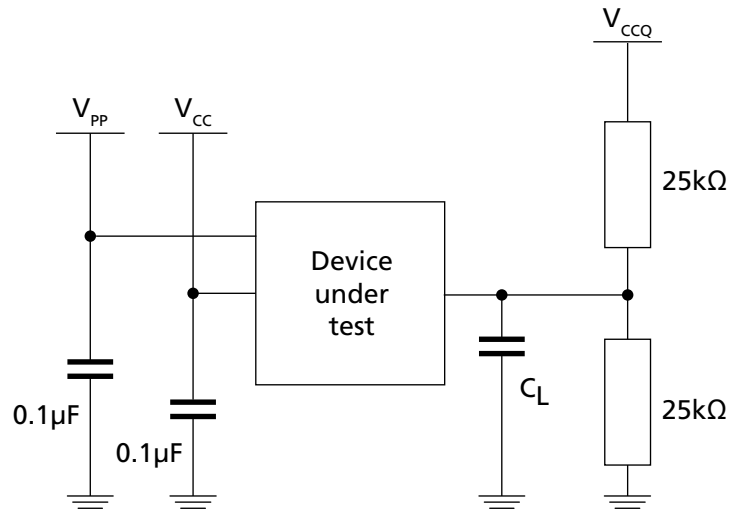 V_CCQ
V_PP
V_CC
25kΩ
Device
under
test
C_L
0.1µF
25kΩ
0.1µF